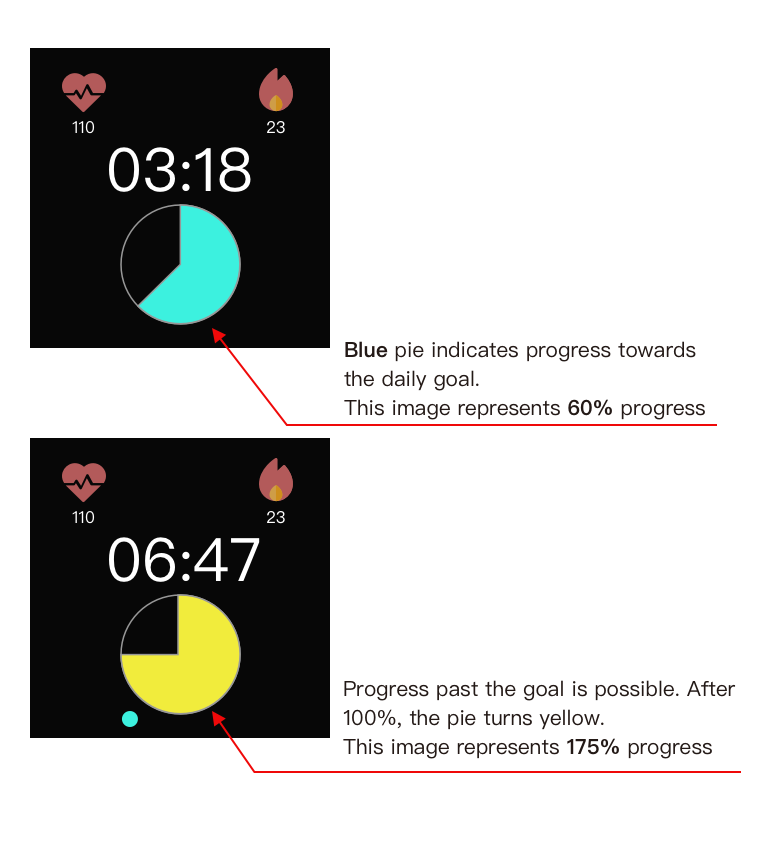 110
23
03:18
Blue pie indicates progress towards
the daily goal.
This image represents 60% progress
110
23
06:47
Progress past the goal is possible. After
100%, the pie turns yellow.
This image represents 175% progress